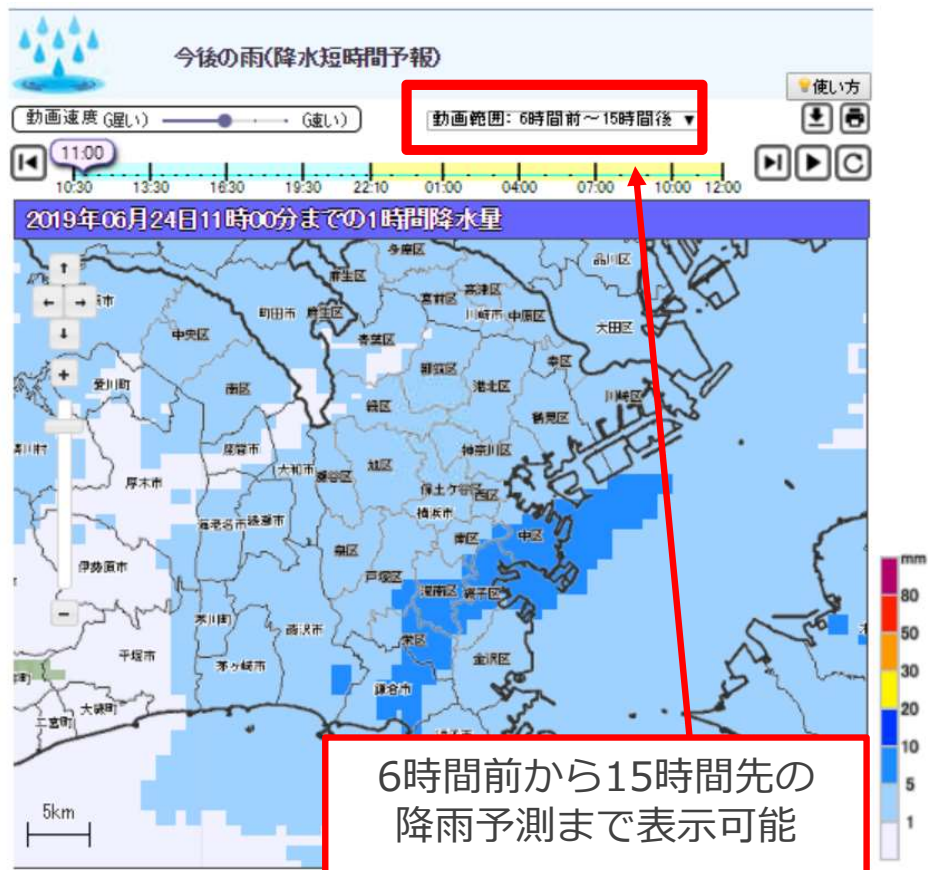 今後の雨(降水短時間予報)
使い方
動画速度 (遅い) (速い)
動画範囲: 6時間前～15時間後 ▼
11:00
10:30 13:30 16:30 19:30 22:10 01:00 04:00 07:00 10:00 12:00
2019年06月24日11時00分までの1時間降水量
多摩区
品川区
麻生区
宮前区 高津区
町田市 麻生区
川崎市 中原区
大田区
中央区
青葉区
都筑区
幸区
愛川町
南区
港北区
川崎区
緑区
鶴見区
座間市
神奈川区
大和市
瀬谷区
旭区
厚木市
保土ケ谷区
西区
海老名市
綾瀬市
横浜市
南区
中区
泉区
伊勢原市
戸塚区
港南区
磯子区
寒川町
藤沢市
栄区
平塚市
茅ヶ崎市
金沢区
鎌倉市
大磯町
二宮町
mm
80
50
30
20
10
5
1
6時間前から15時間先の
降雨予測まで表示可能
5km